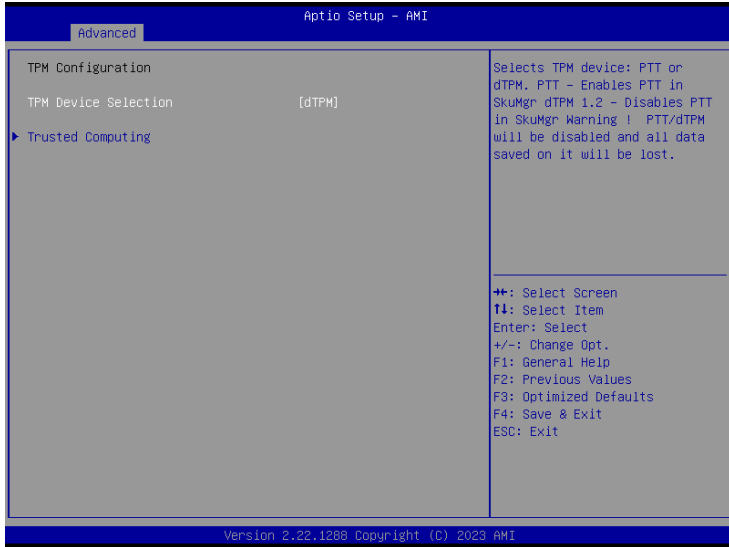 Aptio Setup – AMI
Advanced
TPM Configuration
TPM Device Selection [dTPM]
Trusted Computing
Selects TPM device: PTT or
dTPM. PTT – Enables PTT in
SkuMgr dTPM 1.2 – Disables PTT
in SkuMgr Warning ! PTT/dTPM
will be disabled and all data
saved on it will be lost.
→←: Select Screen
↑↓: Select Item
Enter: Select
+/-: Change Opt.
F1: General Help
F2: Previous Values
F3: Optimized Defaults
F4: Save & Exit
ESC: Exit
Version 2.22.1288 Copyright (C) 2023 AMI